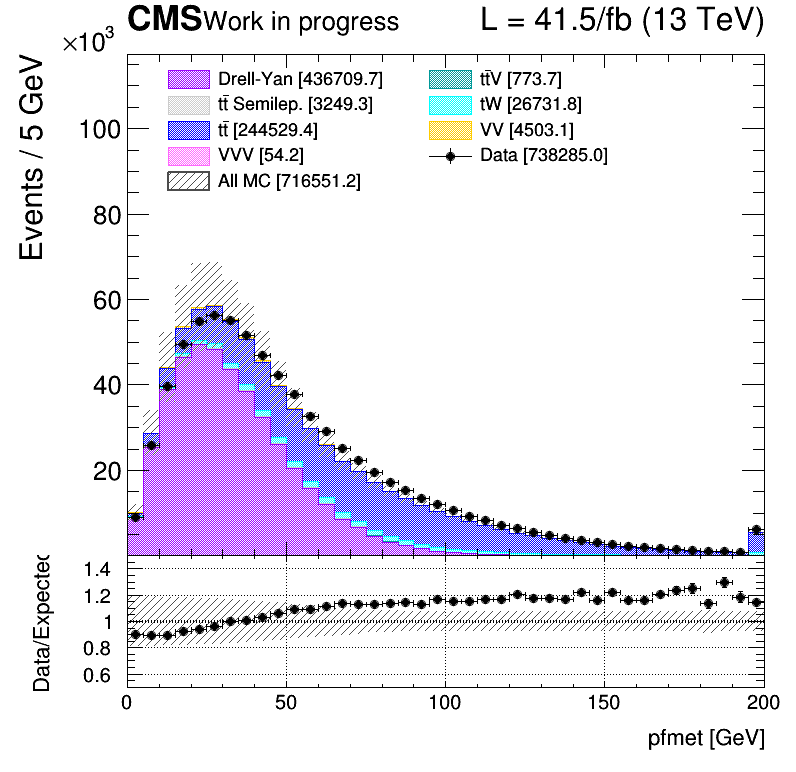 CMS Work in progress L = 41.5/fb (13 TeV)
×10³
Events / 5 GeV
Drell-Yan [436709.7]
tt̄ Semilep. [3249.3]
tt̄ [244529.4]
VVV [54.2]
All MC [716551.2]
tt̄V [773.7]
tW [26731.8]
VV [4503.1]
Data [738285.0]
100
80
60
40
20
Data/Expected
1.4
1.2
1
0.8
0.6
0 50 100 150 200
pfmet [GeV]